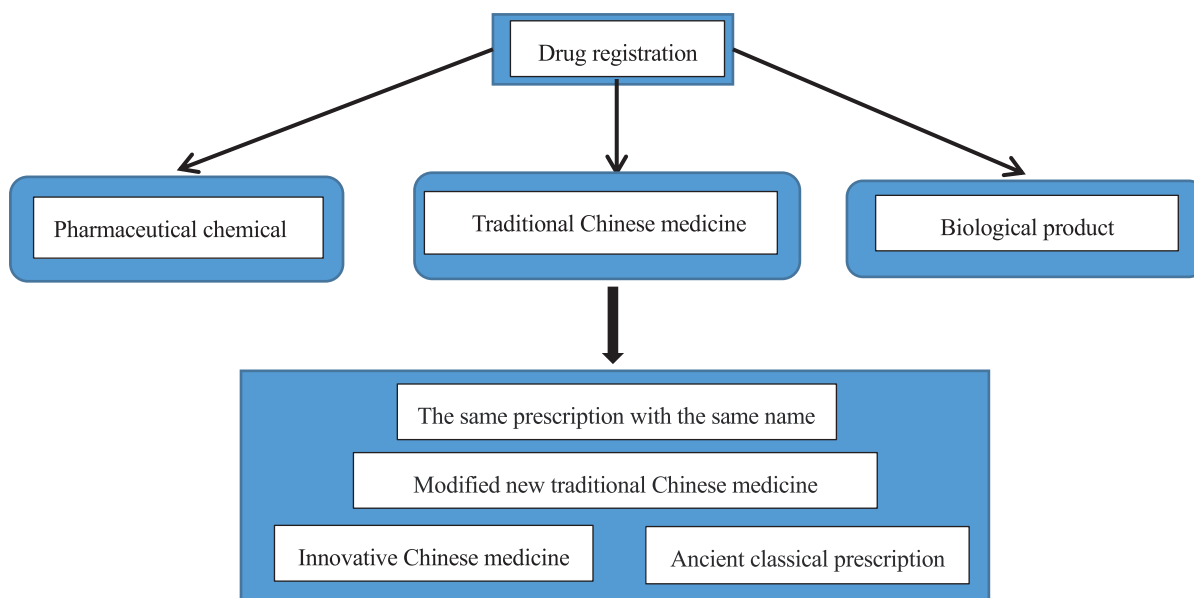 Drug registration
Pharmaceutical chemical
Traditional Chinese medicine
Biological product
The same prescription with the same name
Modified new traditional Chinese medicine
Innovative Chinese medicine
Ancient classical prescription